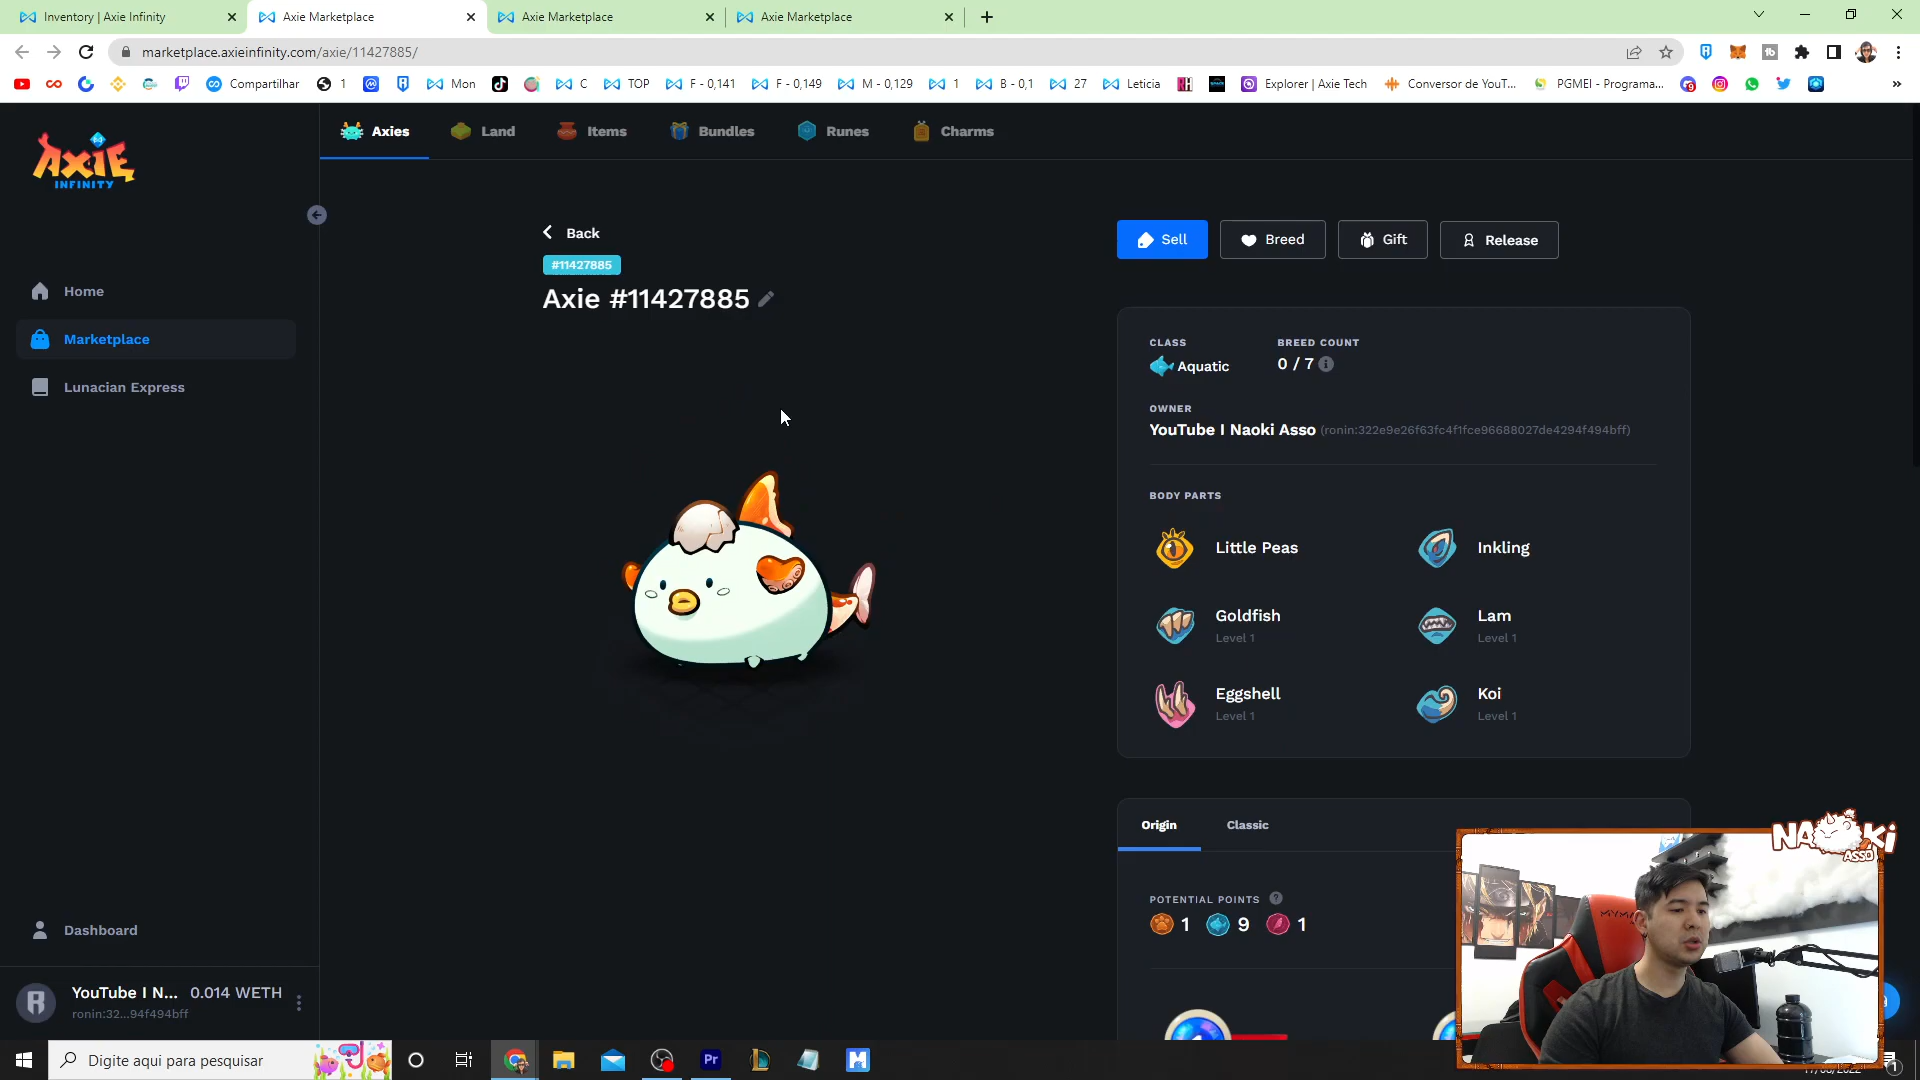 Inventory | Axie Infinity
Axie Marketplace
Axie Marketplace
Axie Marketplace
marketplace.axieinfinity.com/axie/11427885/
Compartilhar
1
Mon
C
TOP
F - 0,141
F - 0,149
M - 0,129
1
B - 0,1
27
Leticia
Explorer | Axie Tech
Conversor de YouT...
PGMEI - Programa...
AXIE
INFINITY
Axies
Land
Items
Bundles
Runes
Charms
Home
Marketplace
Lunacian Express
Dashboard
YouTube I N...
0.014 WETH
ronin:32...94f494bff
Back
#11427885
Axie #11427885
Sell
Breed
Gift
Release
CLASS
BREED COUNT
Aquatic
0 / 7
OWNER
YouTube I Naoki Asso (ronin:322e9e26f63fc4f1fce96688027de4294f494bff)
BODY PARTS
Little Peas
Inkling
Goldfish
Level 1
Lam
Level 1
Eggshell
Level 1
Koi
Level 1
Origin
Classic
POTENTIAL POINTS
1
9
1
NAOKI
ASSO
Digite aqui para pesquisar
Pr